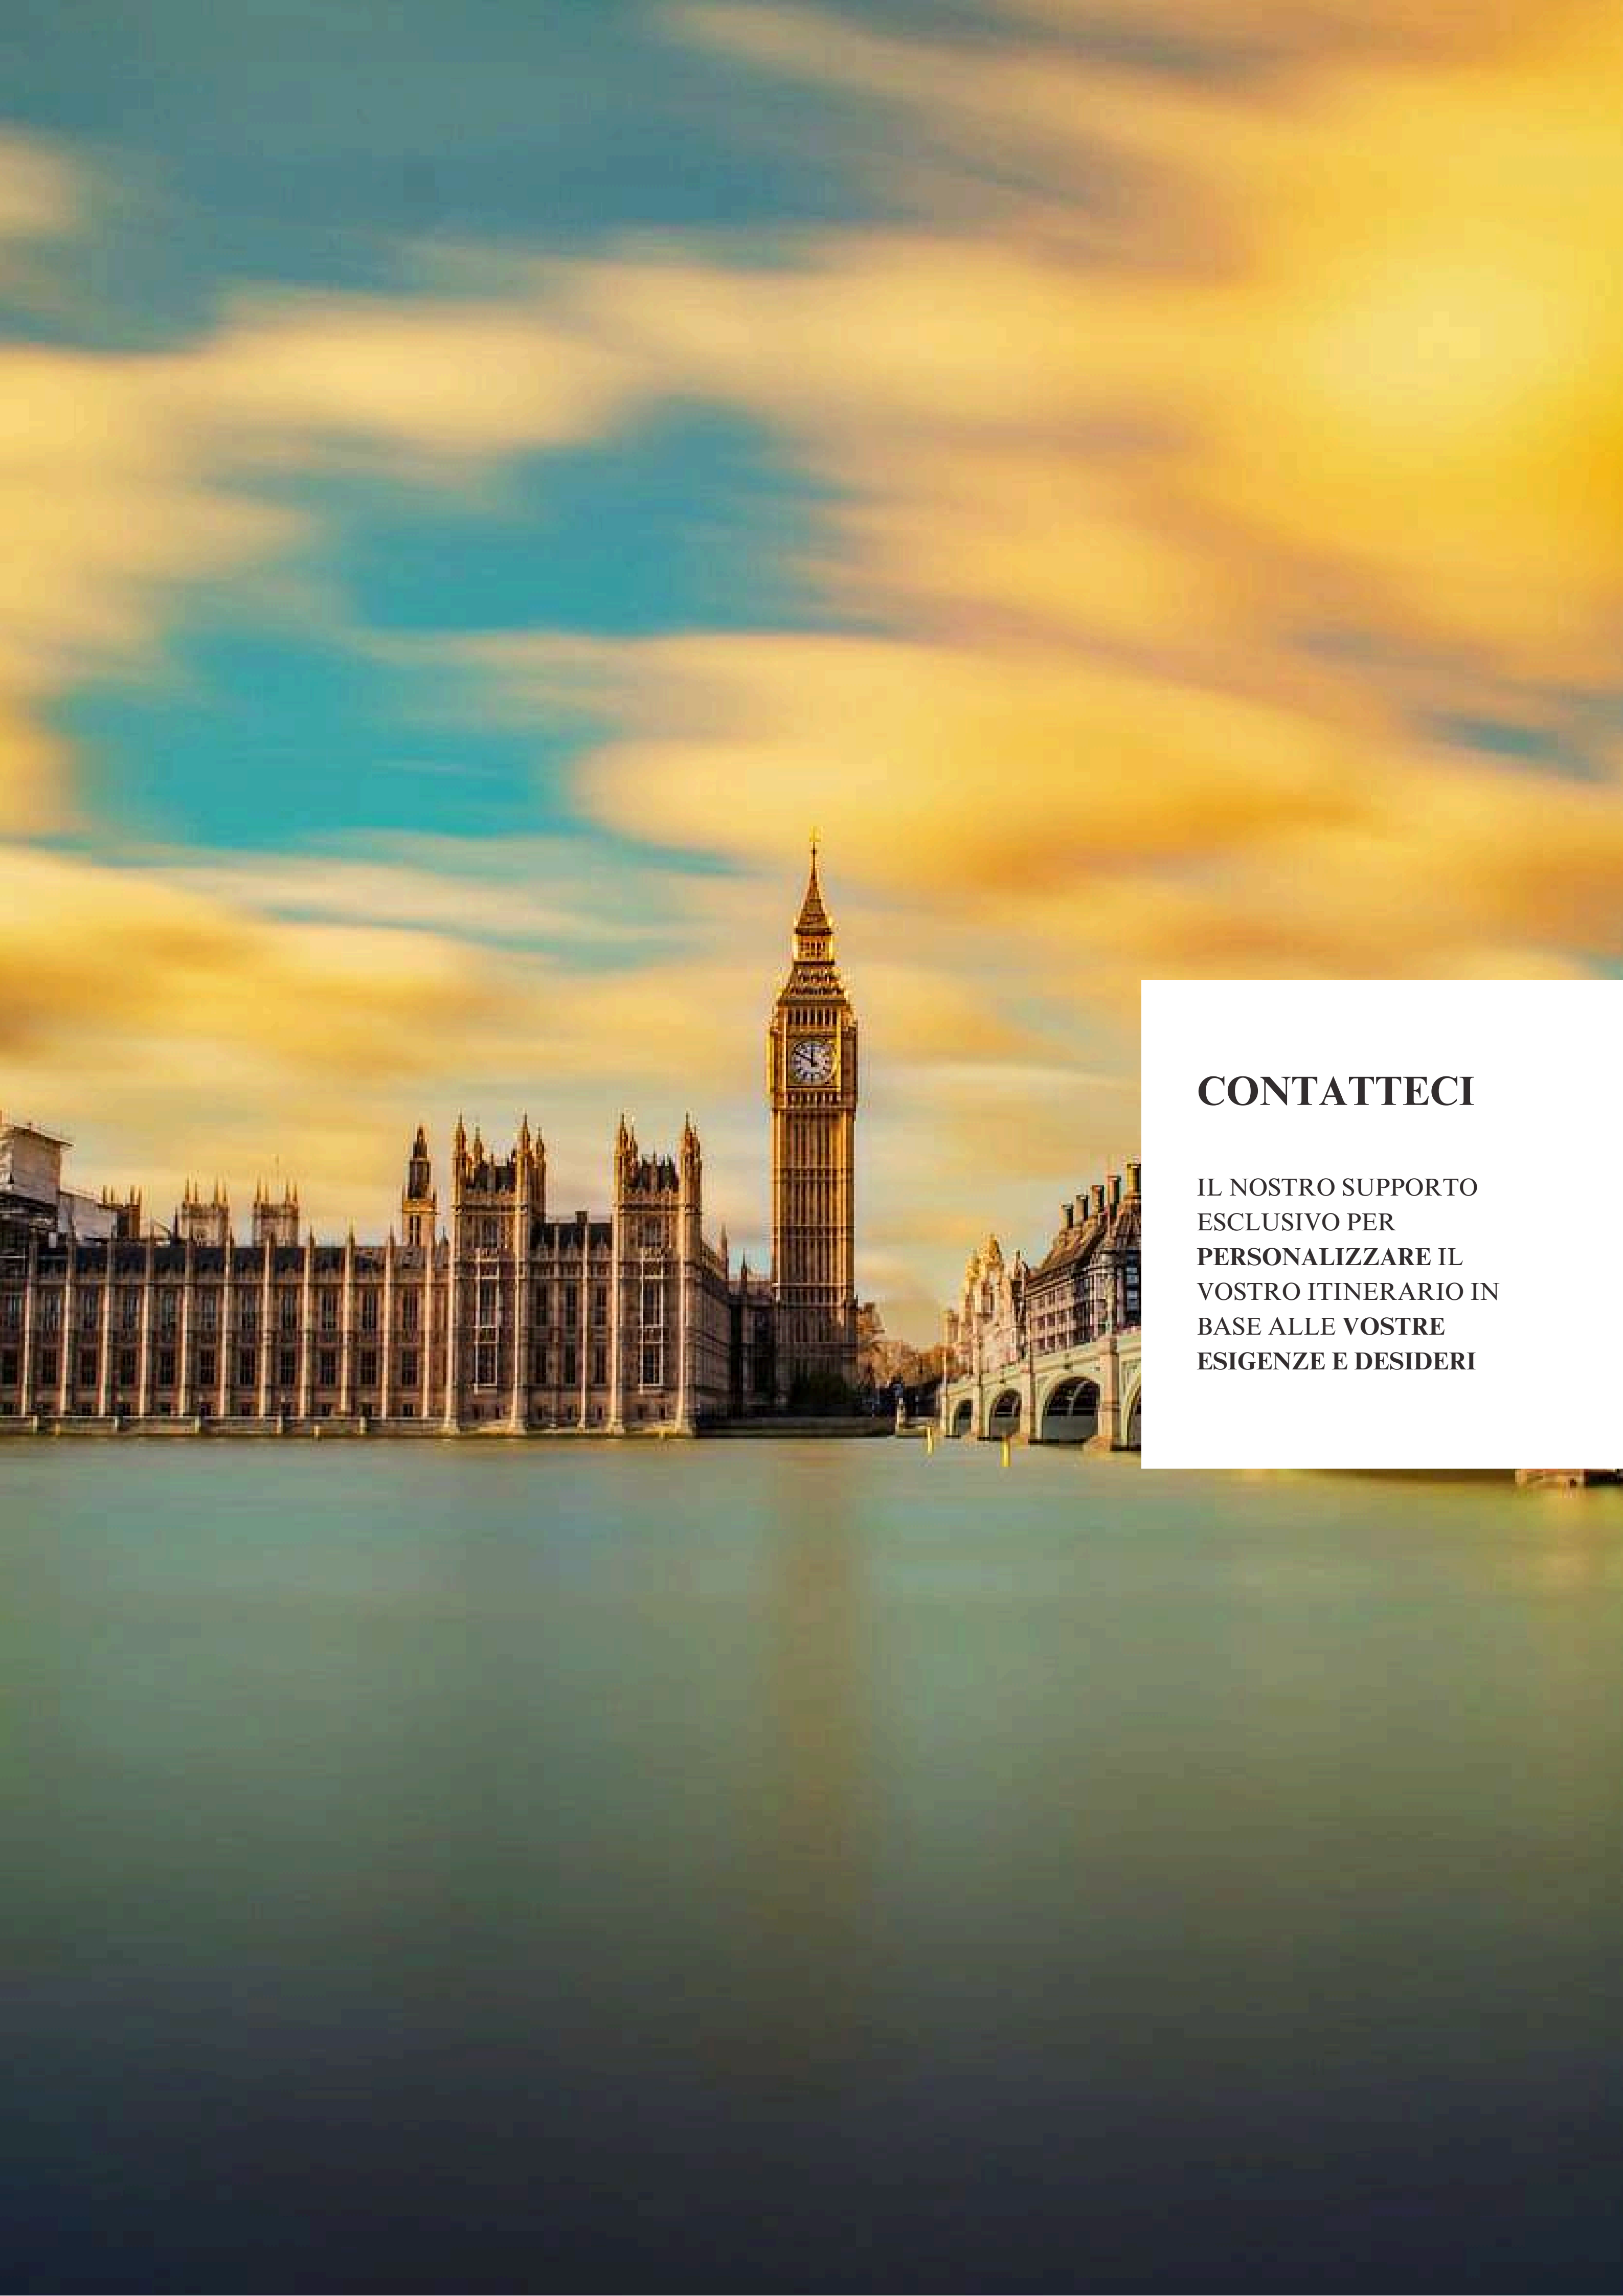 CONTATTECI
IL NOSTRO SUPPORTO
ESCLUSIVO PER
PERSONALIZZARE IL
VOSTRO ITINERARIO IN
BASE ALLE VOSTRE
ESIGENZE E DESIDERI